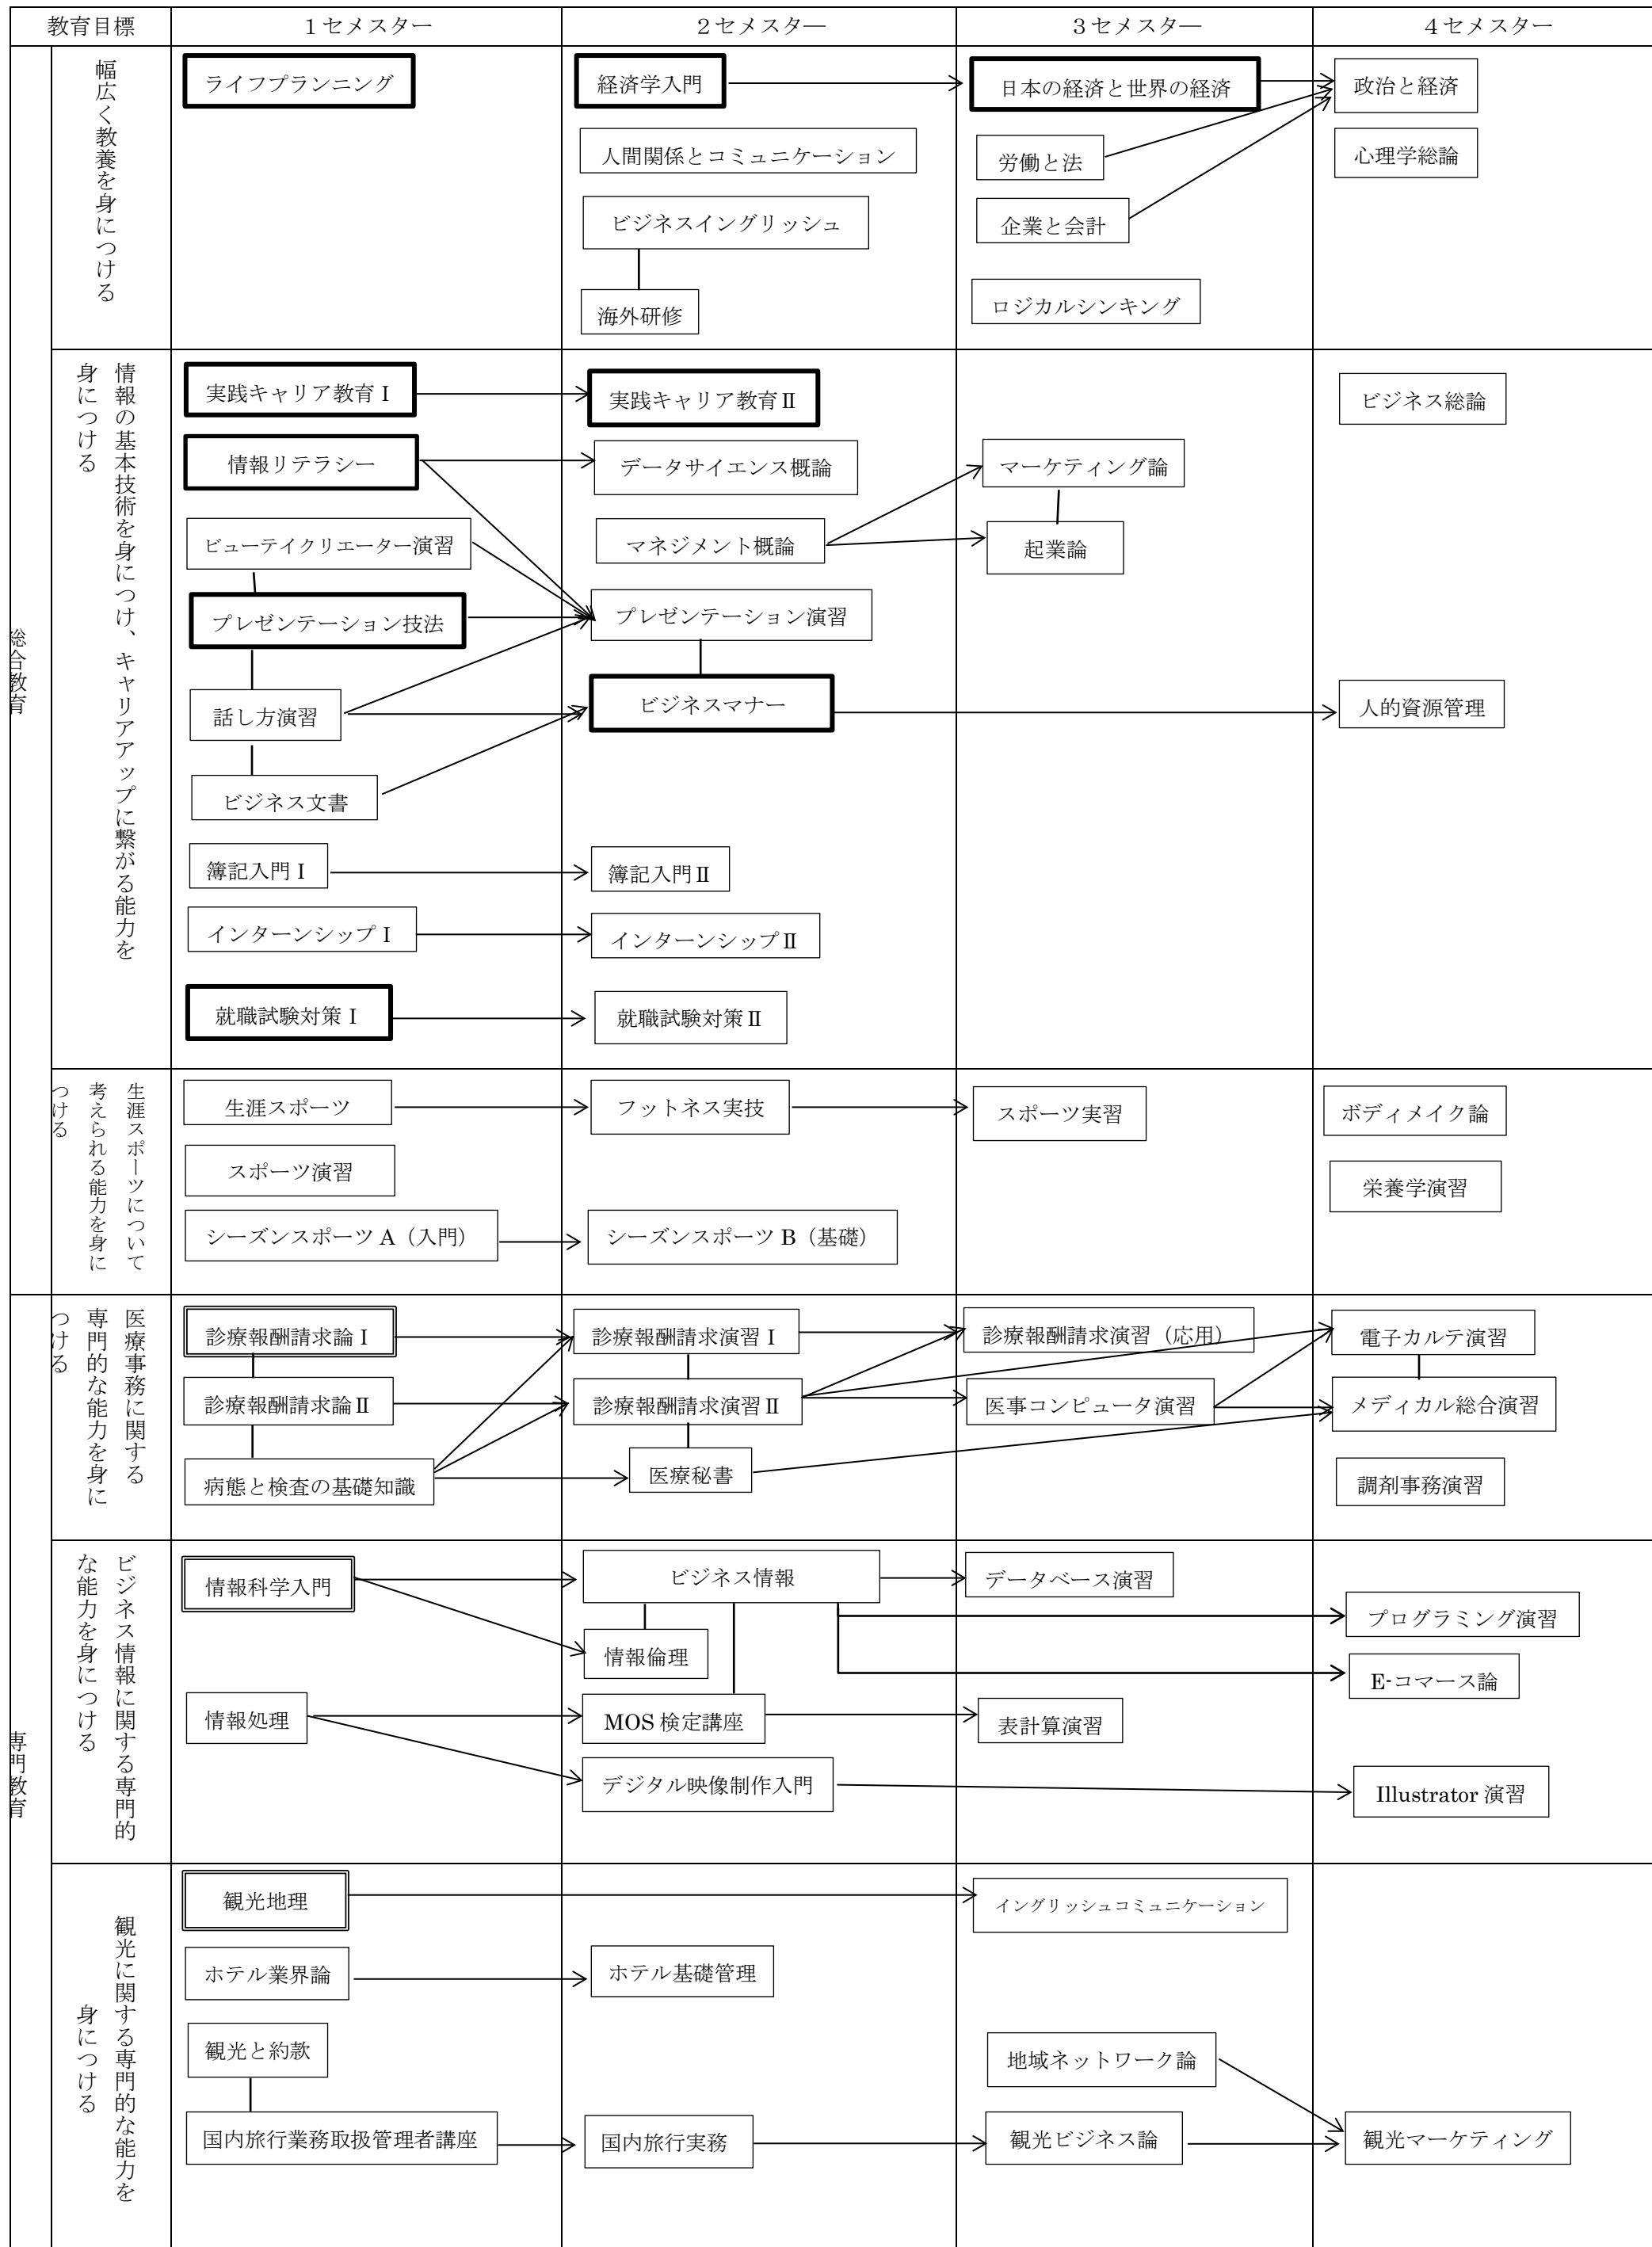 教育目標
1セメスター
2セメスター
3セメスター
4セメスター
総合教育
幅広く教養を身につける
ライフプランニング
経済学入門
日本の経済と世界の経済
政治と経済
人間関係とコミュニケーション
労働と法
心理学総論
ビジネスイングリッシュ
企業と会計
海外研修
ロジカルシンキング
情報の基本技術を身につけ、キャリアアップに繋がる能力を
身につける
実践キャリア教育Ⅰ
実践キャリア教育Ⅱ
ビジネス総論
情報リテラシー
データサイエンス概論
マーケティング論
ビューテイクリエーター演習
マネジメント概論
起業論
プレゼンテーション技法
プレゼンテーション演習
話し方演習
ビジネスマナー
人的資源管理
ビジネス文書
簿記入門Ⅰ
簿記入門Ⅱ
インターンシップⅠ
インターンシップⅡ
就職試験対策Ⅰ
就職試験対策Ⅱ
生涯スポーツについて
考えられる能力を身に
つける
生涯スポーツ
フットネス実技
スポーツ実習
ボディメイク論
スポーツ演習
栄養学演習
シーズンスポーツA（入門）
シーズンスポーツB（基礎）
専門教育
医療事務に関する
専門的な能力を身に
つける
診療報酬請求論Ⅰ
診療報酬請求演習Ⅰ
診療報酬請求演習（応用）
電子カルテ演習
診療報酬請求論Ⅱ
診療報酬請求演習Ⅱ
医事コンピュータ演習
メディカル総合演習
病態と検査の基礎知識
医療秘書
調剤事務演習
ビジネス情報に関する専門的
な能力を身につける
情報科学入門
ビジネス情報
データベース演習
プログラミング演習
情報倫理
E-コマース論
情報処理
MOS検定講座
表計算演習
デジタル映像制作入門
Illustrator演習
観光に関する専門的な能力を
身につける
観光地理
イングリッシュコミュニケーション
ホテル業界論
ホテル基礎管理
観光と約款
地域ネットワーク論
国内旅行業務取扱管理者講座
国内旅行実務
観光ビジネス論
観光マーケティング